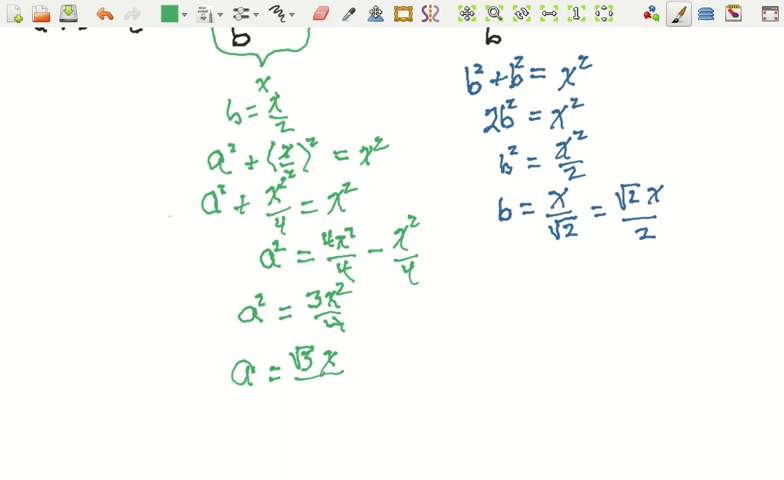 b
x
b = x/2
a² + (x/2)² = x²
a² + x²/4 = x²
a² = 4x²/4 - x²/4
a² = 3x²/4
a = √3 x
b
b² + b² = x²
2b² = x²
b² = x²/2
b = x/√2 = √2 x/2